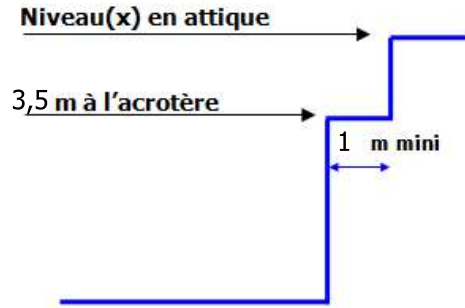 Niveau(x) en attique
3,5 m à l'acrotère
1 m mini